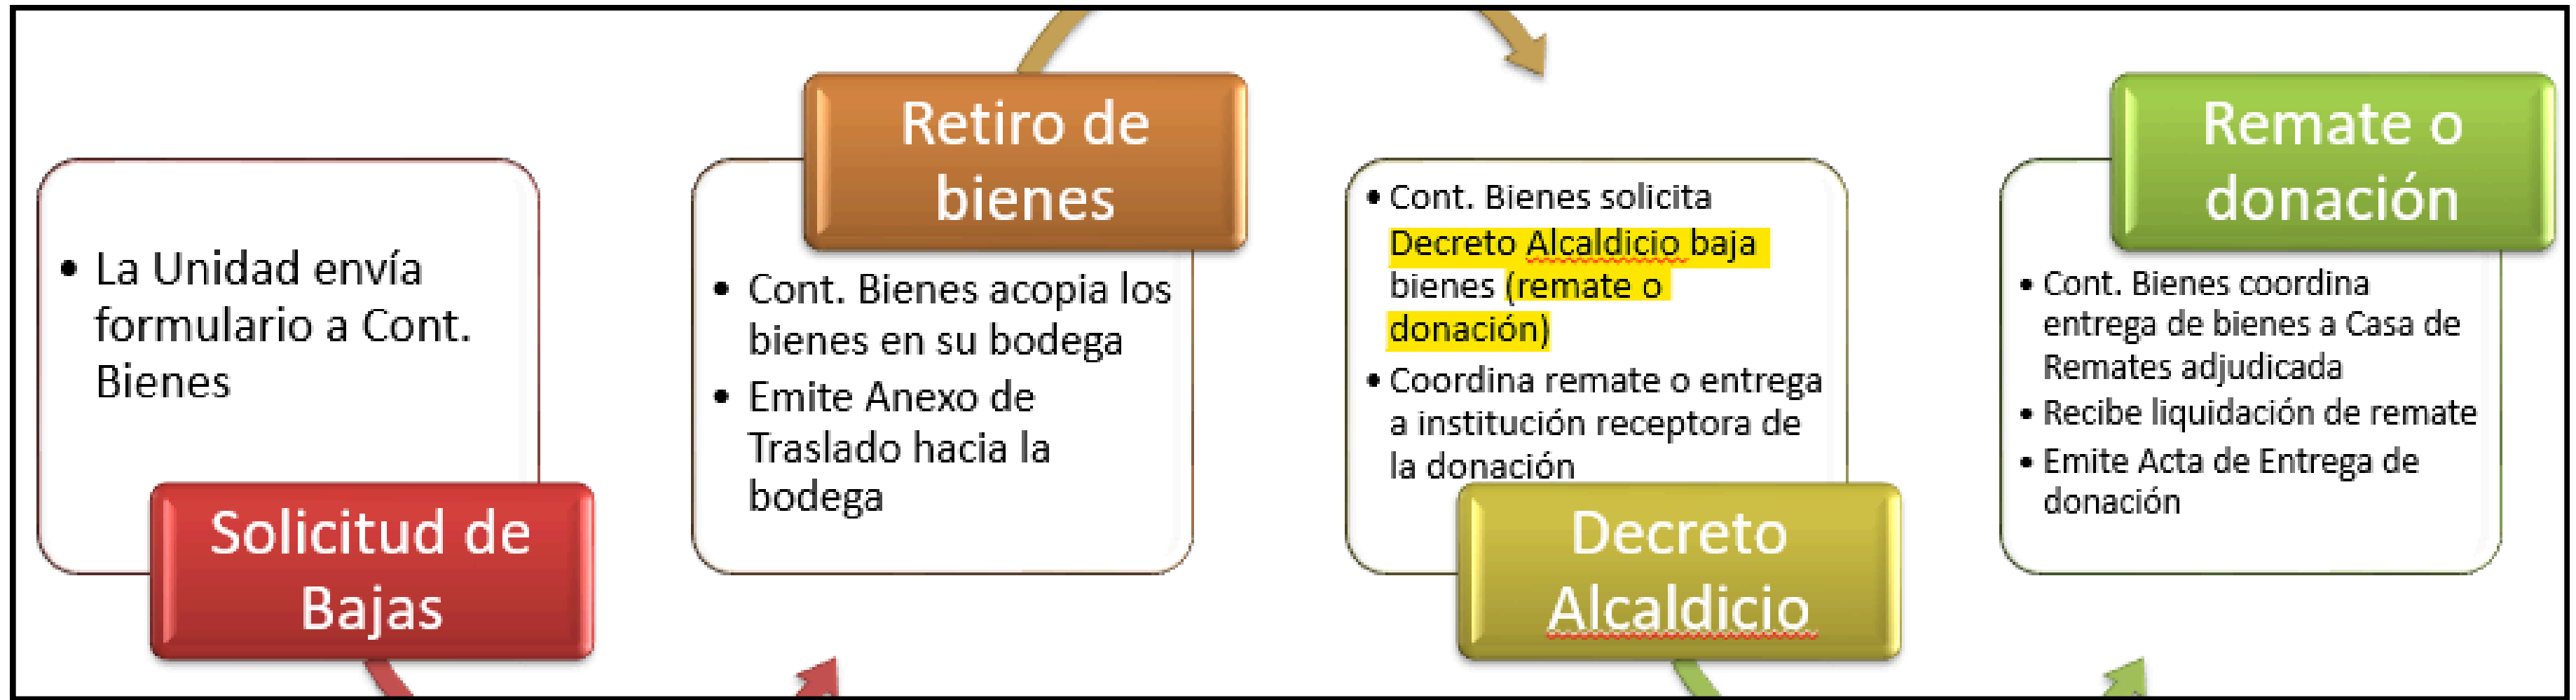 • La Unidad envía
formulario a Cont.
Bienes
Solicitud de
Bajas
Retiro de
bienes
• Cont. Bienes acopia los
bienes en su bodega
• Emite Anexo de
Traslado hacia la
bodega
• Cont. Bienes solicita
Decreto Alcaldicio baja
bienes (remate o
donación)
• Coordina remate o entrega
a institución receptora de
la donación
Decreto
Alcaldicio
Remate o
donación
• Cont. Bienes coordina
entrega de bienes a Casa de
Remates adjudicada
• Recibe liquidación de remate
• Emite Acta de Entrega de
donación